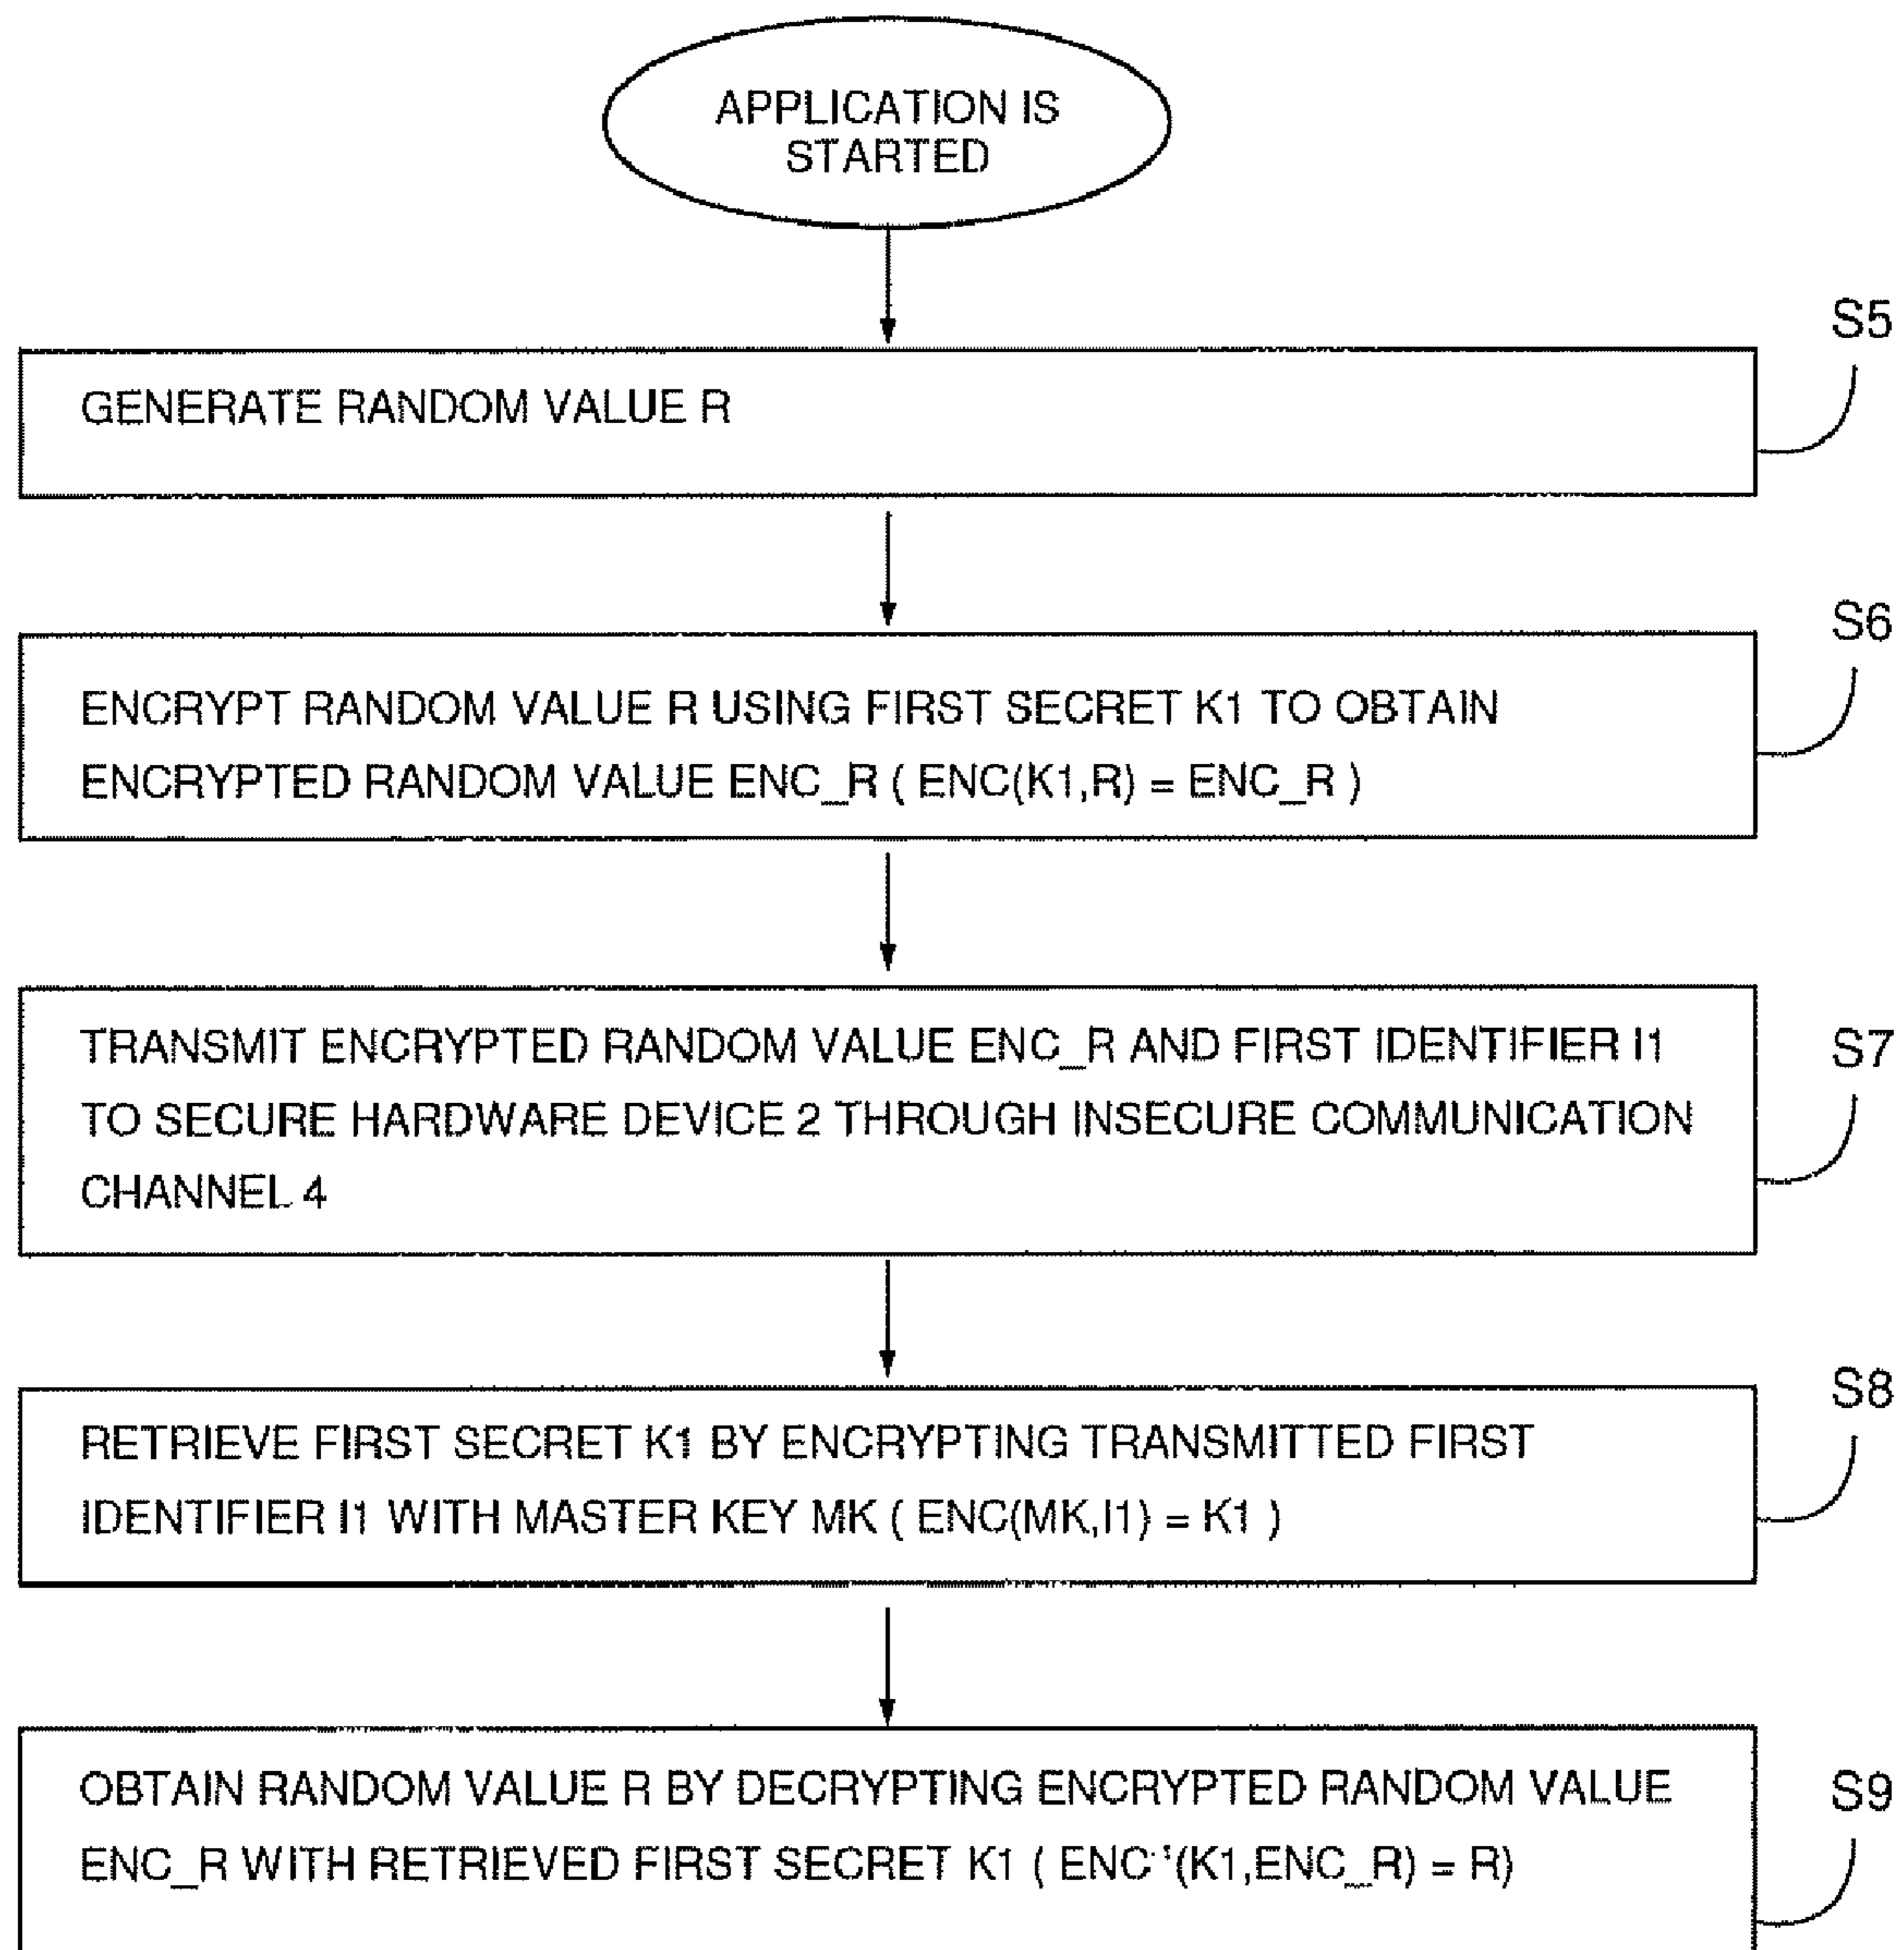 APPLICATION IS
STARTED
S5
GENERATE RANDOM VALUE R
S6
ENCRYPT RANDOM VALUE R USING FIRST SECRET K1 TO OBTAIN
ENCRYPTED RANDOM VALUE ENC_R ( ENC(K1,R) = ENC_R )
TRANSMIT ENCRYPTED RANDOM VALUE ENC_R AND FIRST IDENTIFIER I1
S7
TO SECURE HARDWARE DEVICE 2 THROUGH INSECURE COMMUNICATION
CHANNEL 4
S8
RETRIEVE FIRST SECRET K1 BY ENCRYPTING TRANSMITTED FIRST
IDENTIFIER I1 WITH MASTER KEY MK ( ENC(MK,I1) = K1 )
OBTAIN RANDOM VALUE R BY DECRYPTING ENCRYPTED RANDOM VALUE
S9
ENC_R WITH RETRIEVED FIRST SECRET K1 ( ENC⁻¹(K1,ENC_R) = R)